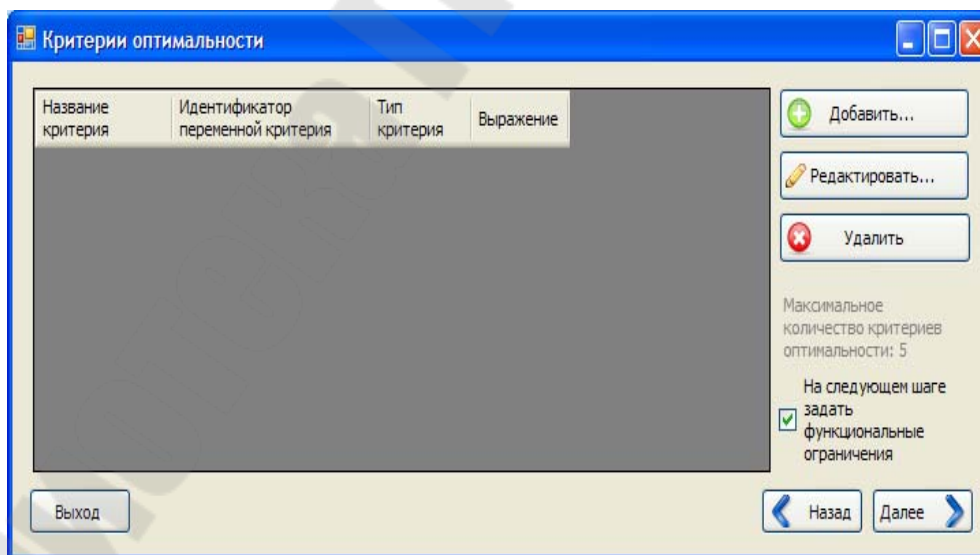 Критерии оптимальности
Название
критерия
Идентификатор
переменной критерия
Тип
критерия
Выражение
Добавить...
Редактировать...
Удалить
Максимальное
количество критериев
оптимальности: 5
На следующем шаге
задать
функциональные
ограничения
Выход
Назад
Далее